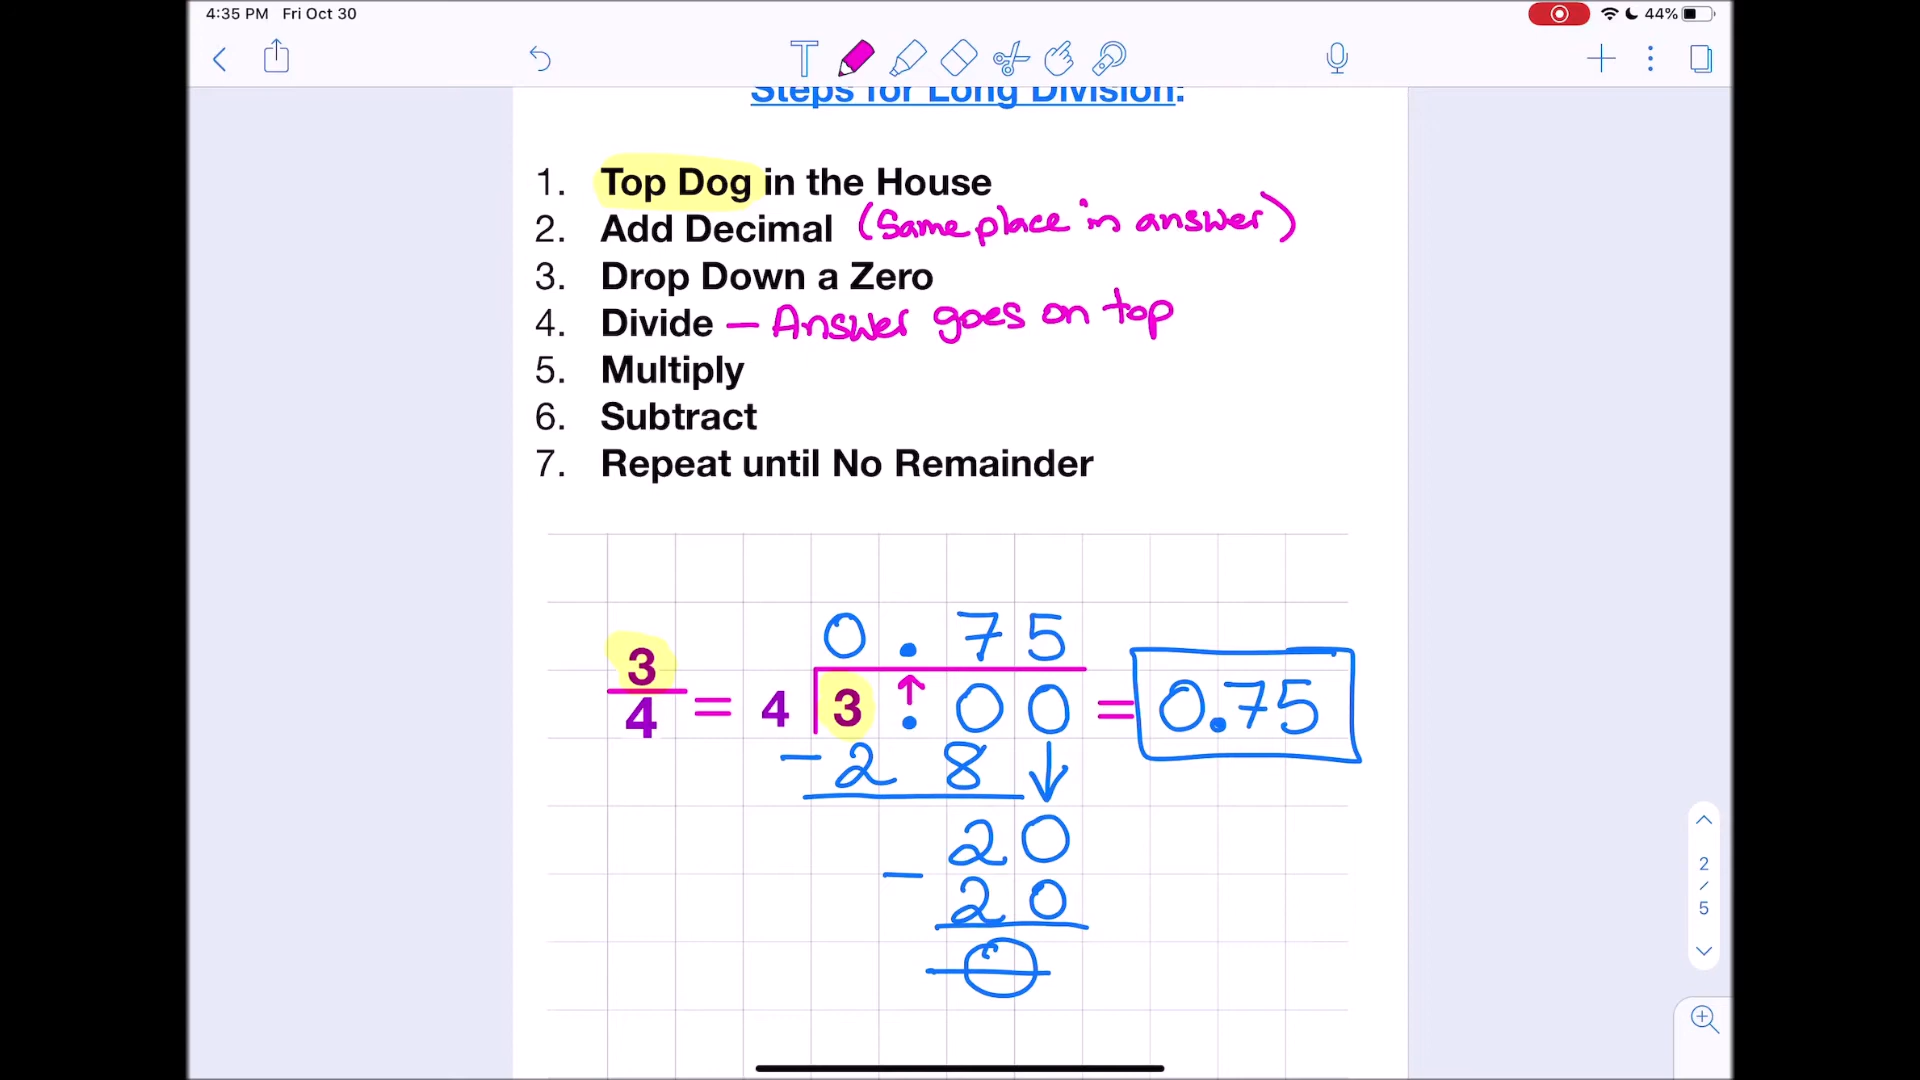 4:35 PM Fri Oct 30
44%
T
Steps for Long Division:
1. Top Dog in the House
2. Add Decimal (Same place in answer)
3. Drop Down a Zero
4. Divide — Answer goes on top
5. Multiply
6. Subtract
7. Repeat until No Remainder
0.75
3/4 = 4 3.00 = 0.75
- 2 8
20
- 20
0
2 / 5